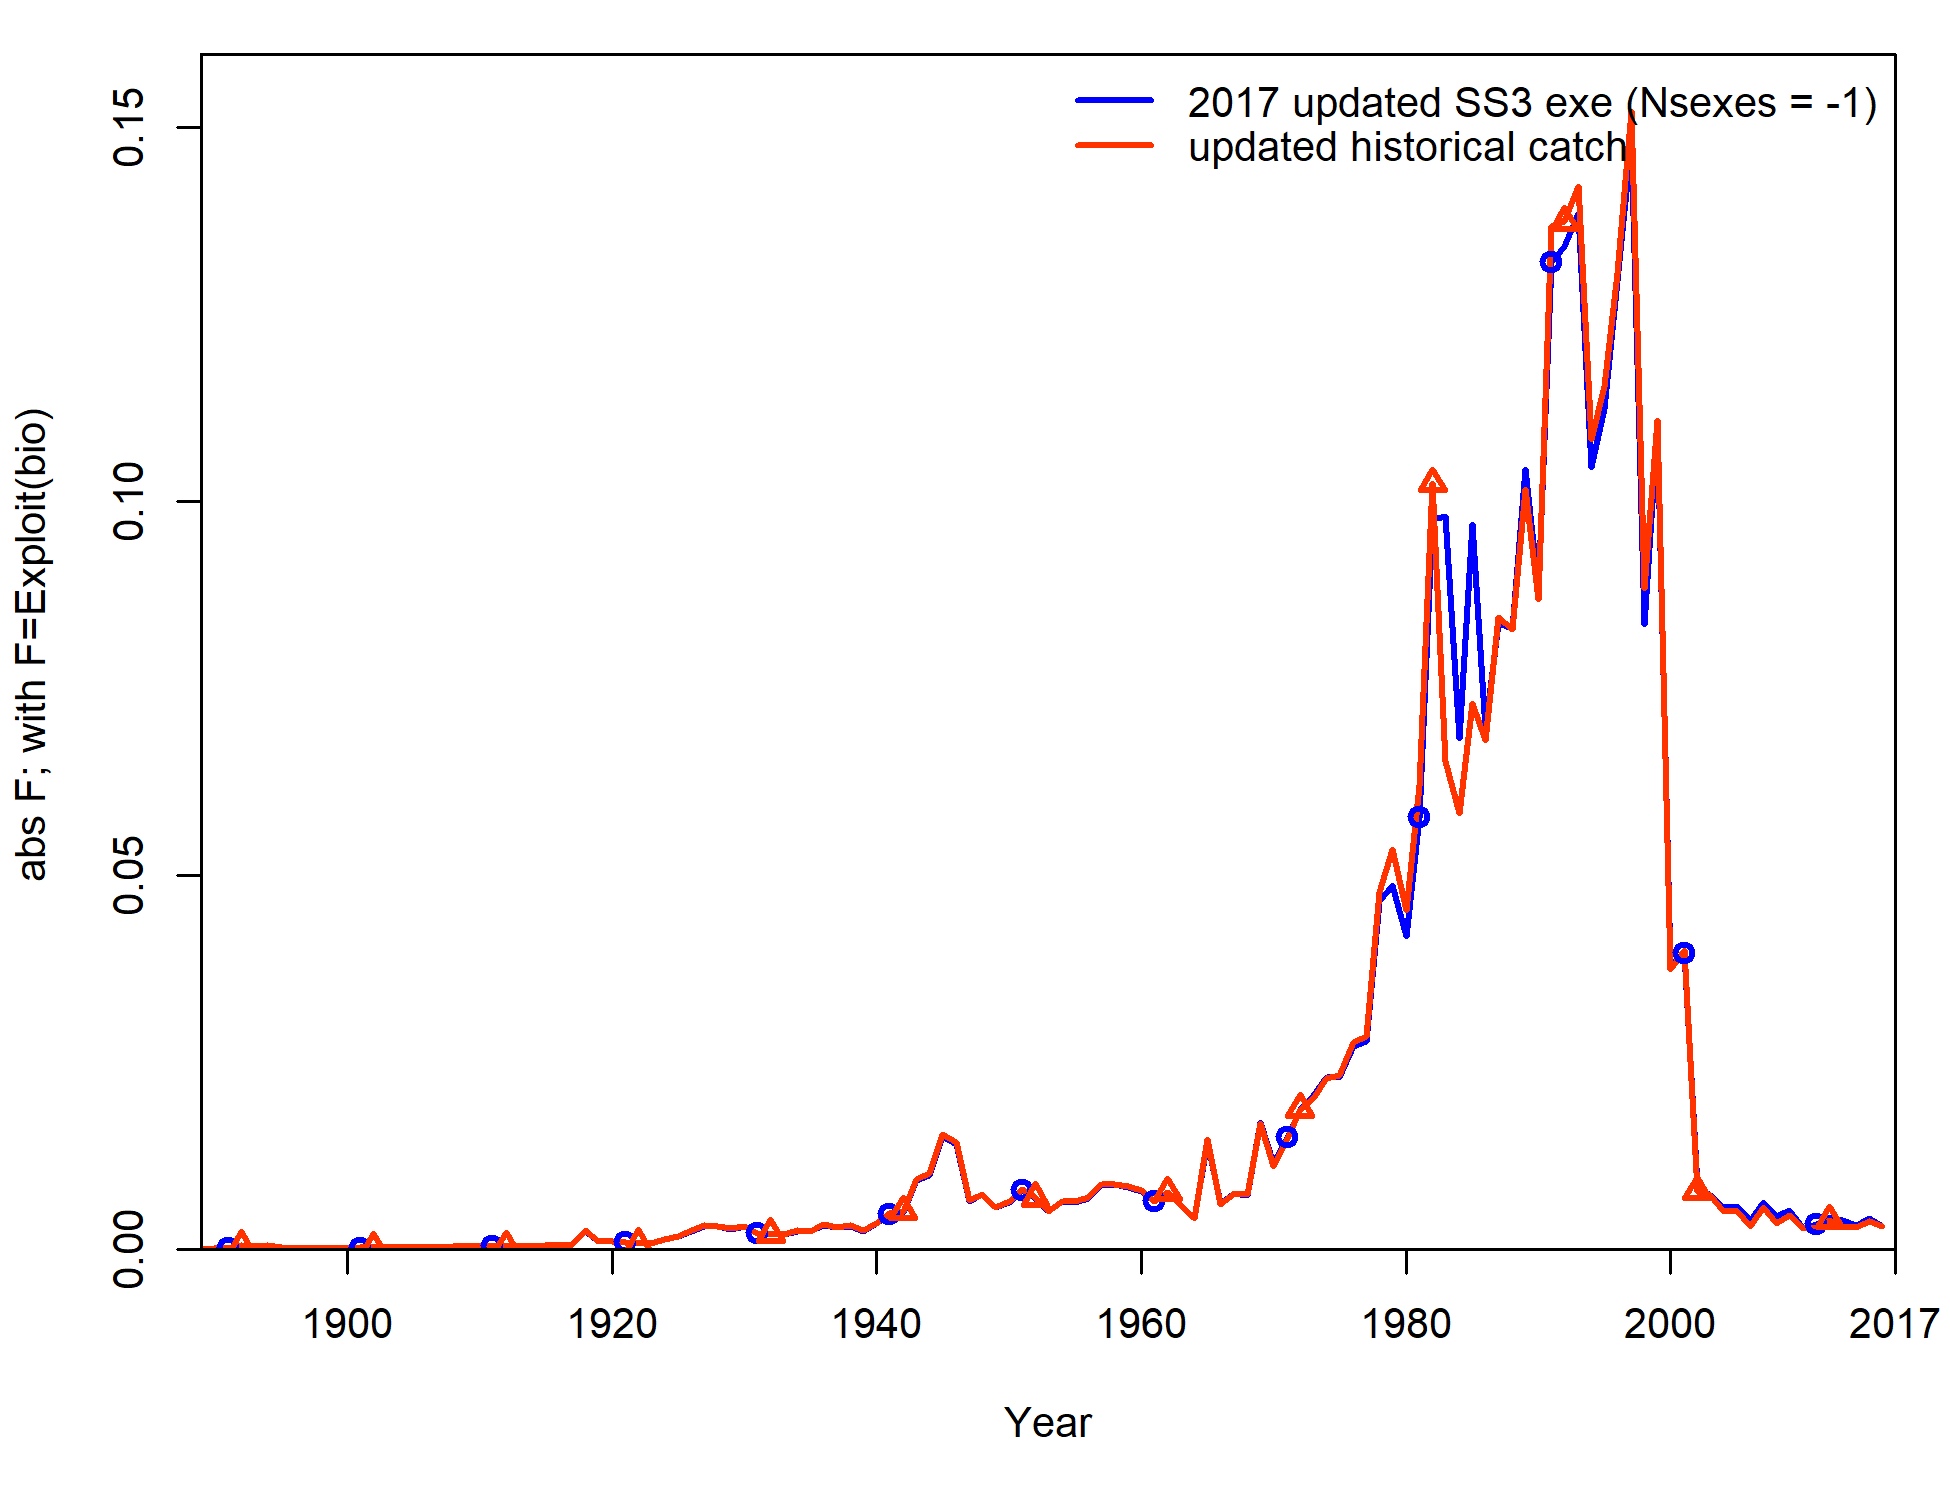 2017 updated SS3 exe (Nsexes = -1)
updated historical catch
abs F; with F=Exploit(bio)
0.15
0.10
0.05
0.00
1900 1920 1940 1960 1980 2000 2017
Year